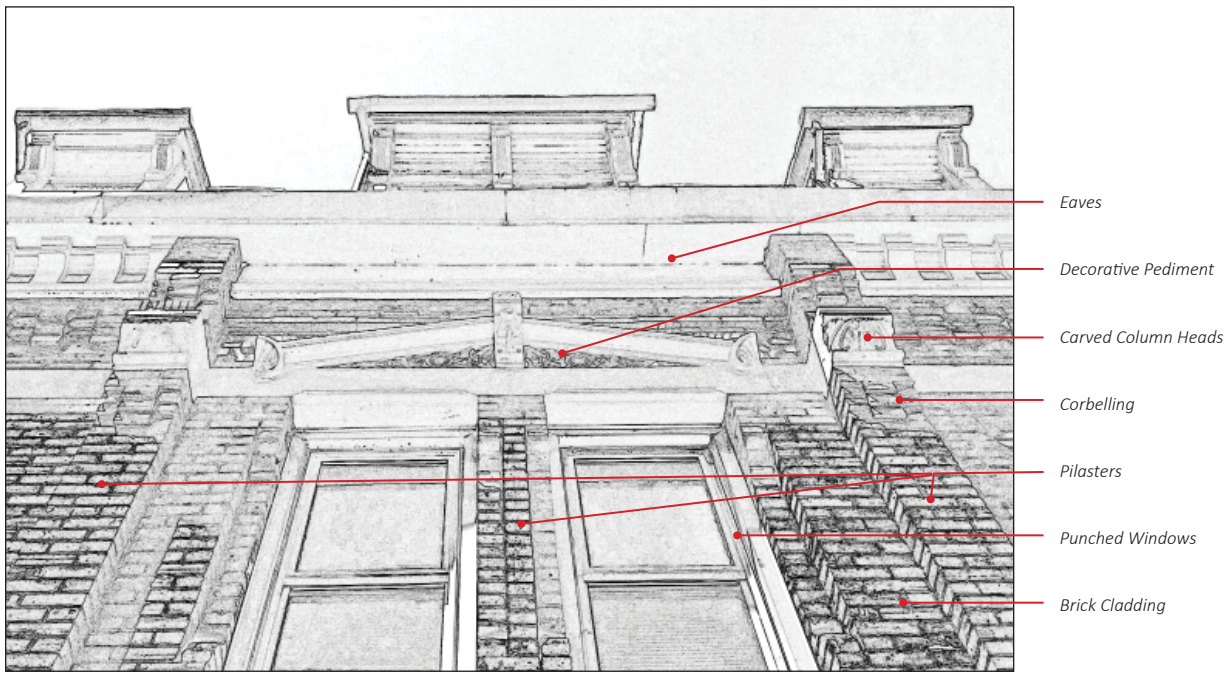 Eaves
Decorative Pediment
Carved Column Heads
Corbelling
Pilasters
Punched Windows
Brick Cladding